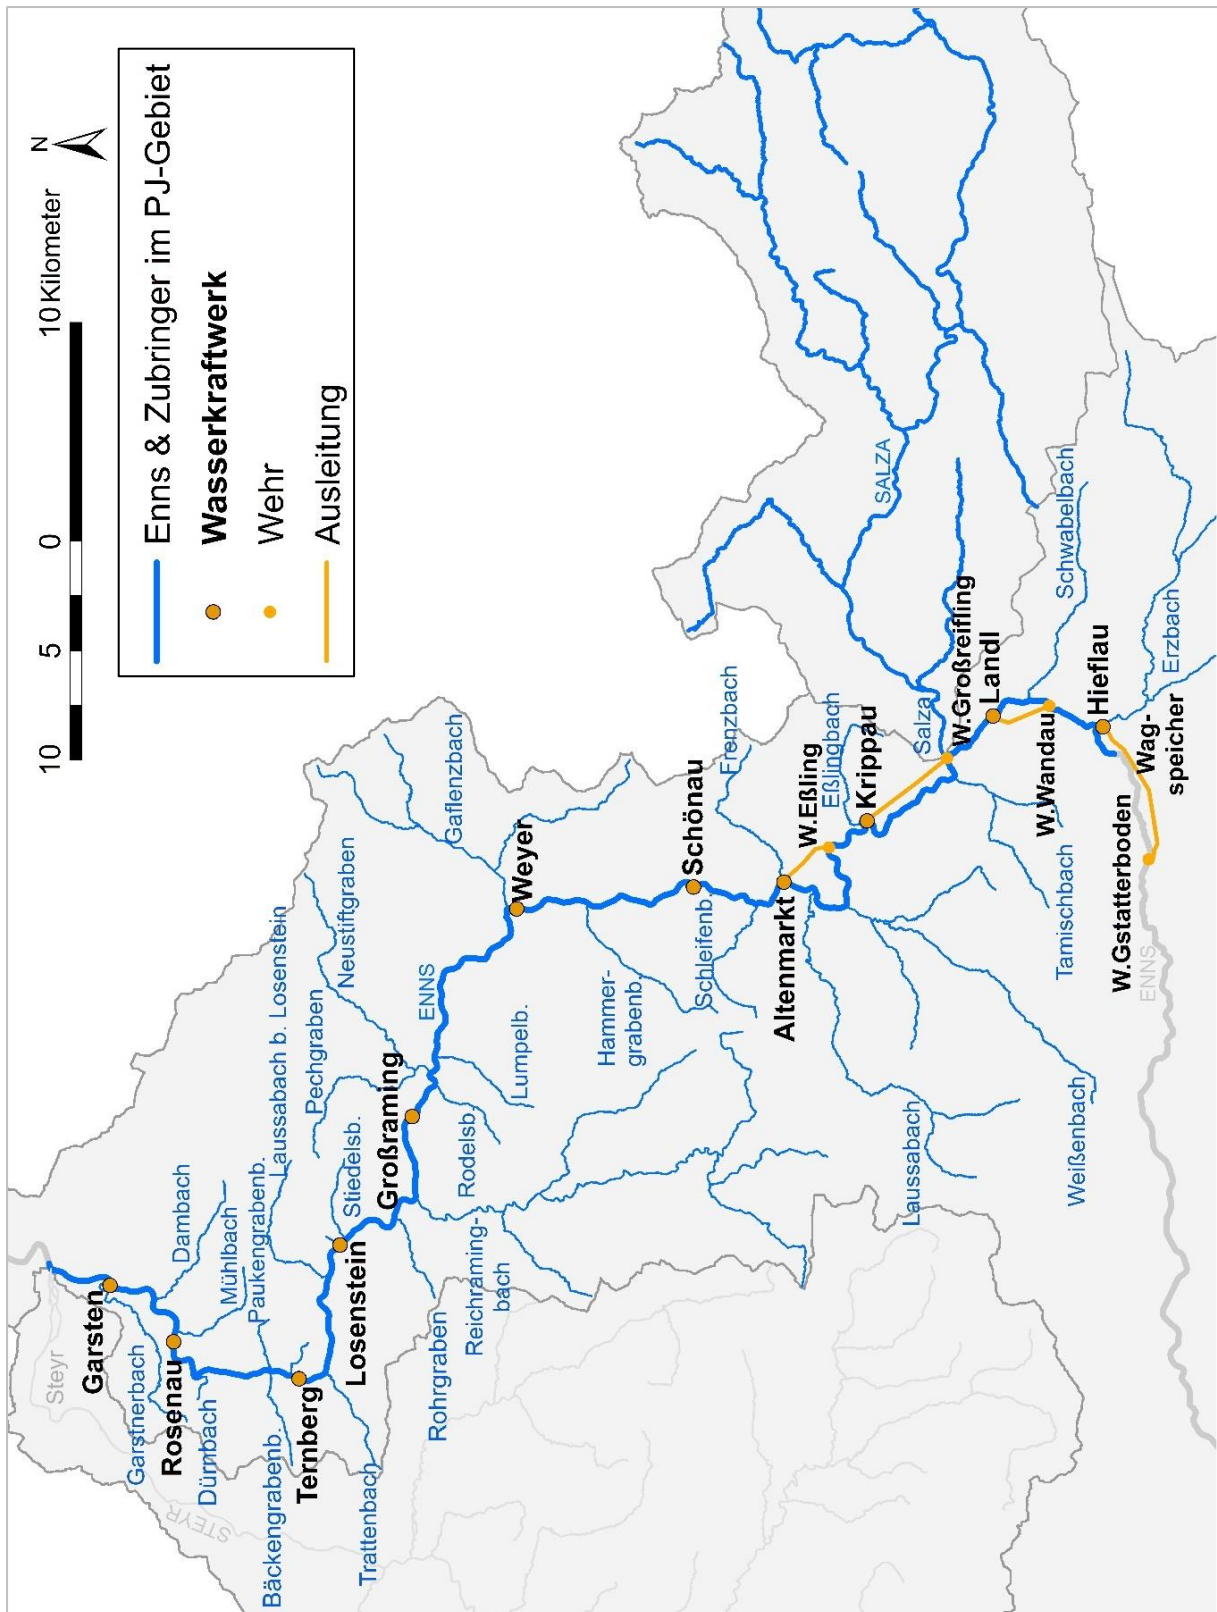 N
10 5 0 10 Kilometer
Enns & Zubringer im PJ-Gebiet
Wasserkraftwerk
Wehr
Ausleitung
Steyr
STEYR
Garsten
Garstnerbach
Dambach
Rosenau
Mühlbach
Dürnbach
Paukengrabenb.
Bäckengrabenb.
Ternberg
Trattenbach
Laussabach b. Losenstein
Losenstein
Stiedelsb.
Pechgraben
Neustiftgraben
Großraming
Rohrgraben
Reichraming-
bach
Rodelsb.
Lumpelb.
ENNS
Gaflenzbach
Weyer
Hammer-
grabenb.
Schönau
Schleifenb.
Frenzbach
Altenmarkt
W.Eßling
Eßlingbach
Krippau
Laussabach
Weißenbach
Salza
SALZA
W.Großreifling
Landl
Tamischbach
W.Wandau
Schwabelbach
Hieflau
Erzbach
Wag-
speicher
W.Gstatterboden
ENNS